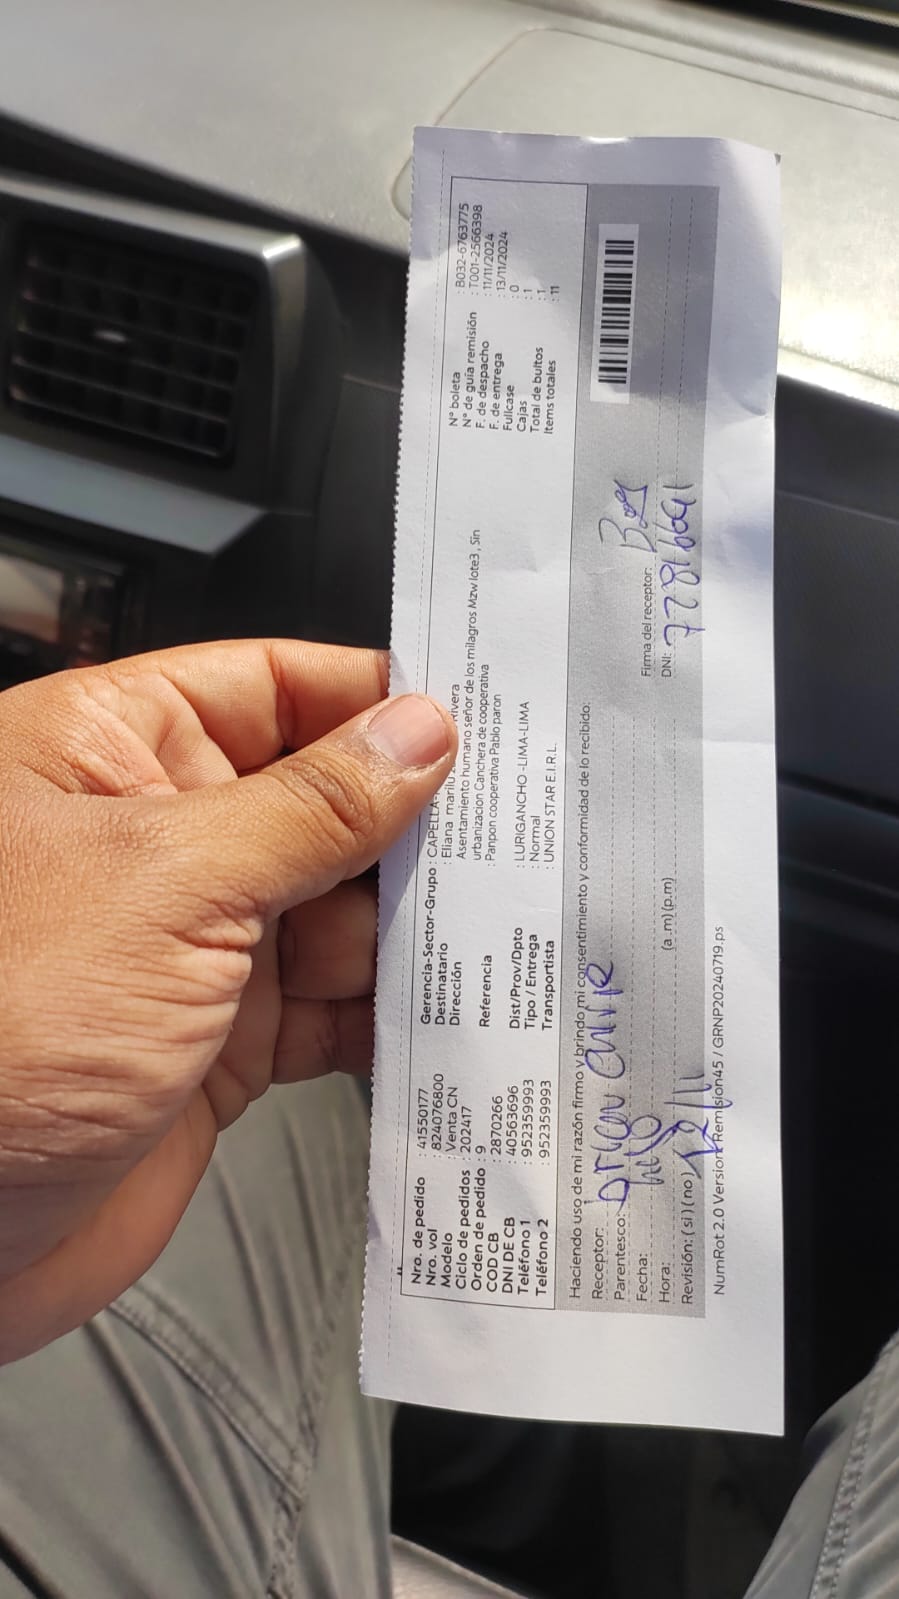 Nro. de pedido : 41550177
Nro. vol : 824076800
Modelo : Venta CN
Ciclo de pedidos : 202417
Orden de pedido : 9
COD CB : 2870266
DNI DE CB : 40563696
Teléfono 1 : 952359993
Teléfono 2 : 952359993
Gerencia-Sector-Grupo : CAPELLA-
Destinatario : Eliana marilu Rivera
Dirección Asentamiento humano señor de los milagros Mzw lote3 , Sin
urbanizacion Canchera de cooperativa
Referencia : Panpon cooperativa Pablo paron
Dist/Prov/Dpto : LURIGANCHO -LIMA-LIMA
Tipo / Entrega : Normal
Transportista : UNION STAR E.I.R.L.
N° boleta : B032-6763775
N° de guía remisión : T001-2566398
F. de despacho : 11/11/2024
F. de entrega : 13/11/2024
Fullcase : 0
Cajas : 1
Total de bultos : 1
Items totales : 11
Haciendo uso de mi razón firmo y brindo mi consentimiento y conformidad de lo recibido:
Receptor:
Parentesco:
Fecha:
Hora: (a.m)(p.m)
Revisión: ( si ) ( no )
Firma del receptor:
DNI: 77816691
NumRot 2.0 Version Remision45 / GRNP20240719.ps